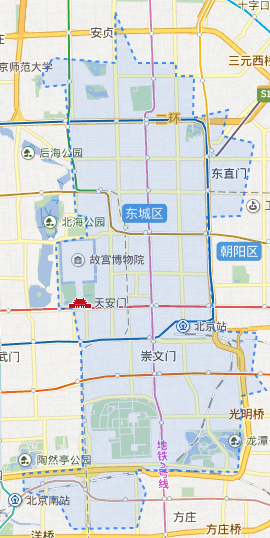 十字口
安贞
三元西桥
京师范大学
S1
二环
后海公园
东直门
北海公园
东城区
工
朝阳区
故宫博物院
天安门
北京站
武门
崇文门
光明桥
龙潭
地铁5号线
陶然亭公园
北京南站
方庄
方庄桥
洋桥